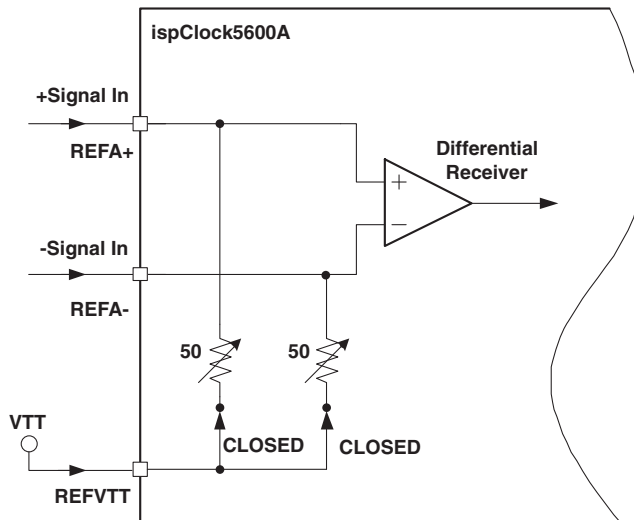 ispClock5600A
+Signal In
REFA+
Differential
Receiver
+
−
-Signal In
REFA-
50
50
VTT
CLOSED
CLOSED
REFVTT